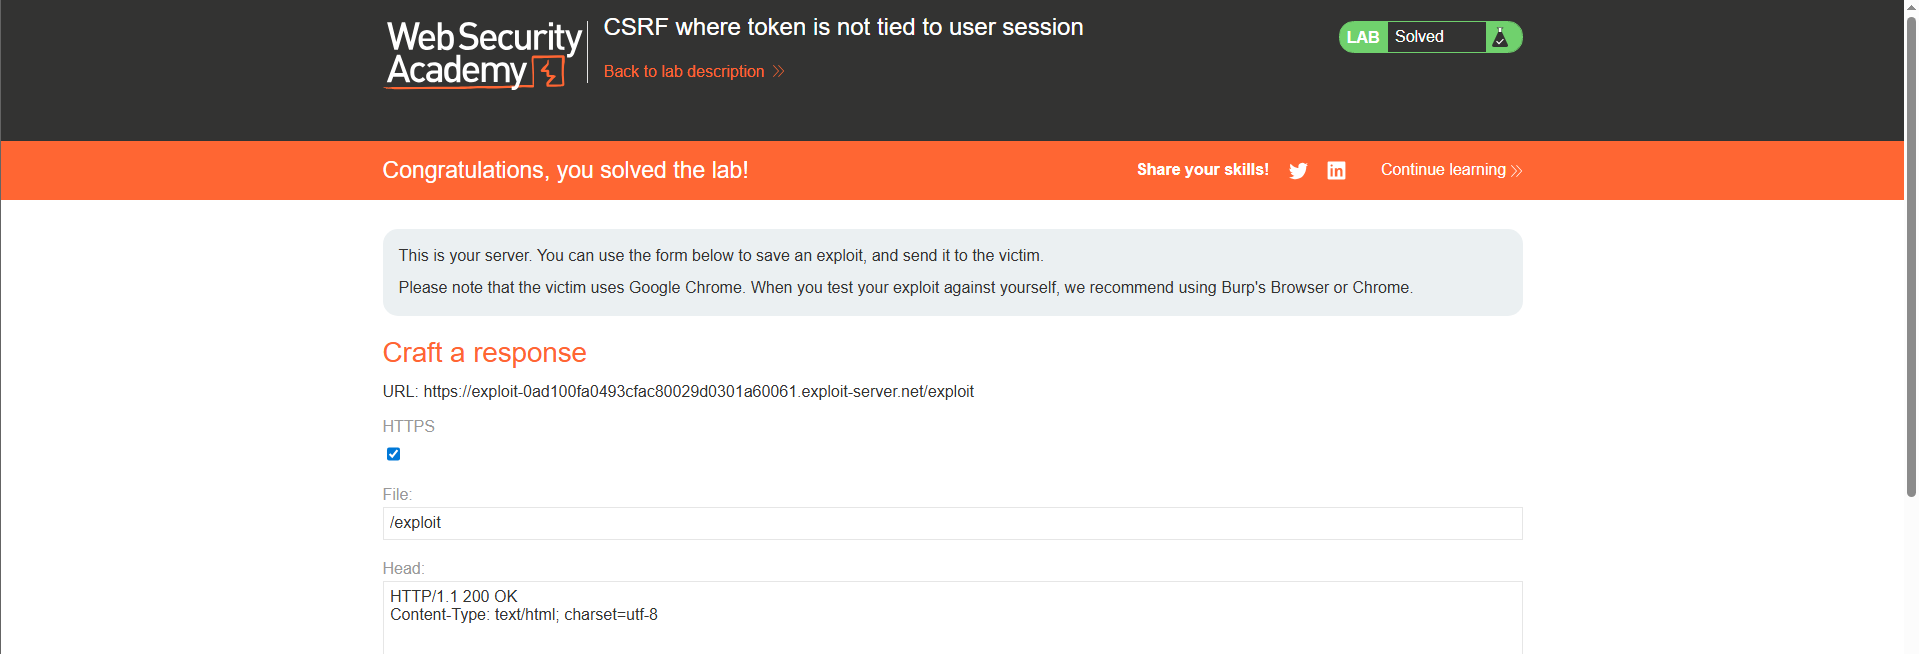 Web Security
Academy
CSRF where token is not tied to user session
Back to lab description
LAB Solved
Congratulations, you solved the lab!
Share your skills!
Continue learning
This is your server. You can use the form below to save an exploit, and send it to the victim.
Please note that the victim uses Google Chrome. When you test your exploit against yourself, we recommend using Burp's Browser or Chrome.
Craft a response
URL: https://exploit-0ad100fa0493cfac80029d0301a60061.exploit-server.net/exploit
HTTPS
File:
/exploit
Head:
HTTP/1.1 200 OK
Content-Type: text/html; charset=utf-8